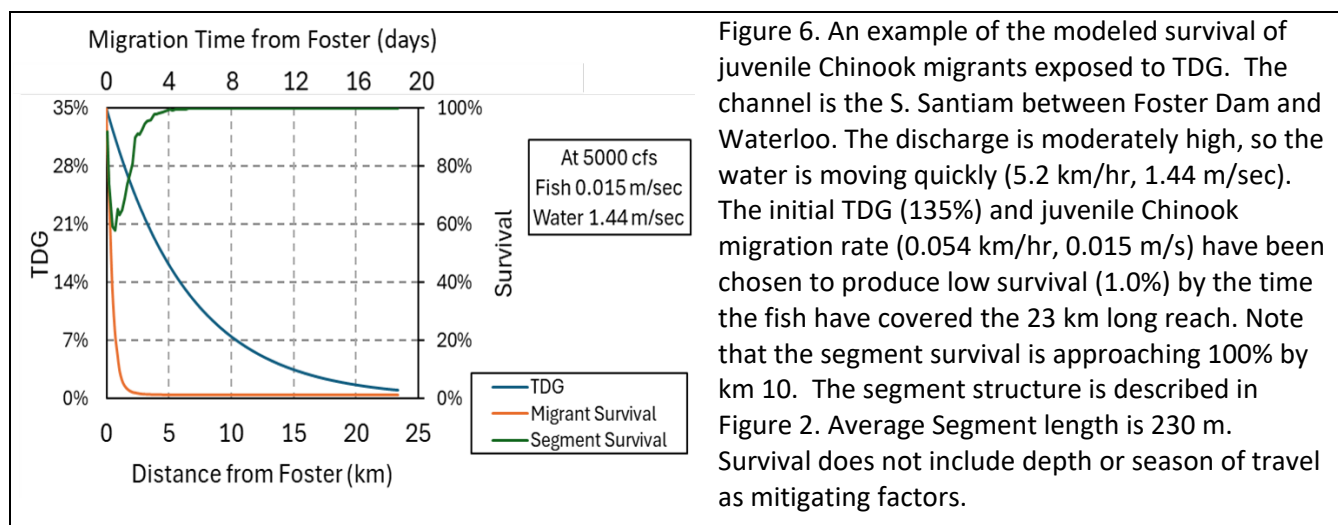 Migration Time from Foster (days)
0 4 8 12 16 20
35% 100%
28% 80%
21% 60%
14% 40%
7% 20%
0% 0%
TDG
Survival
At 5000 cfs
Fish 0.015 m/sec
Water 1.44 m/sec
TDG
Migrant Survival
Segment Survival
0 5 10 15 20 25
Distance from Foster (km)
Figure 6. An example of the modeled survival of
juvenile Chinook migrants exposed to TDG. The
channel is the S. Santiam between Foster Dam and
Waterloo. The discharge is moderately high, so the
water is moving quickly (5.2 km/hr, 1.44 m/sec).
The initial TDG (135%) and juvenile Chinook
migration rate (0.054 km/hr, 0.015 m/s) have been
chosen to produce low survival (1.0%) by the time
the fish have covered the 23 km long reach. Note
that the segment survival is approaching 100% by
km 10. The segment structure is described in
Figure 2. Average Segment length is 230 m.
Survival does not include depth or season of travel
as mitigating factors.